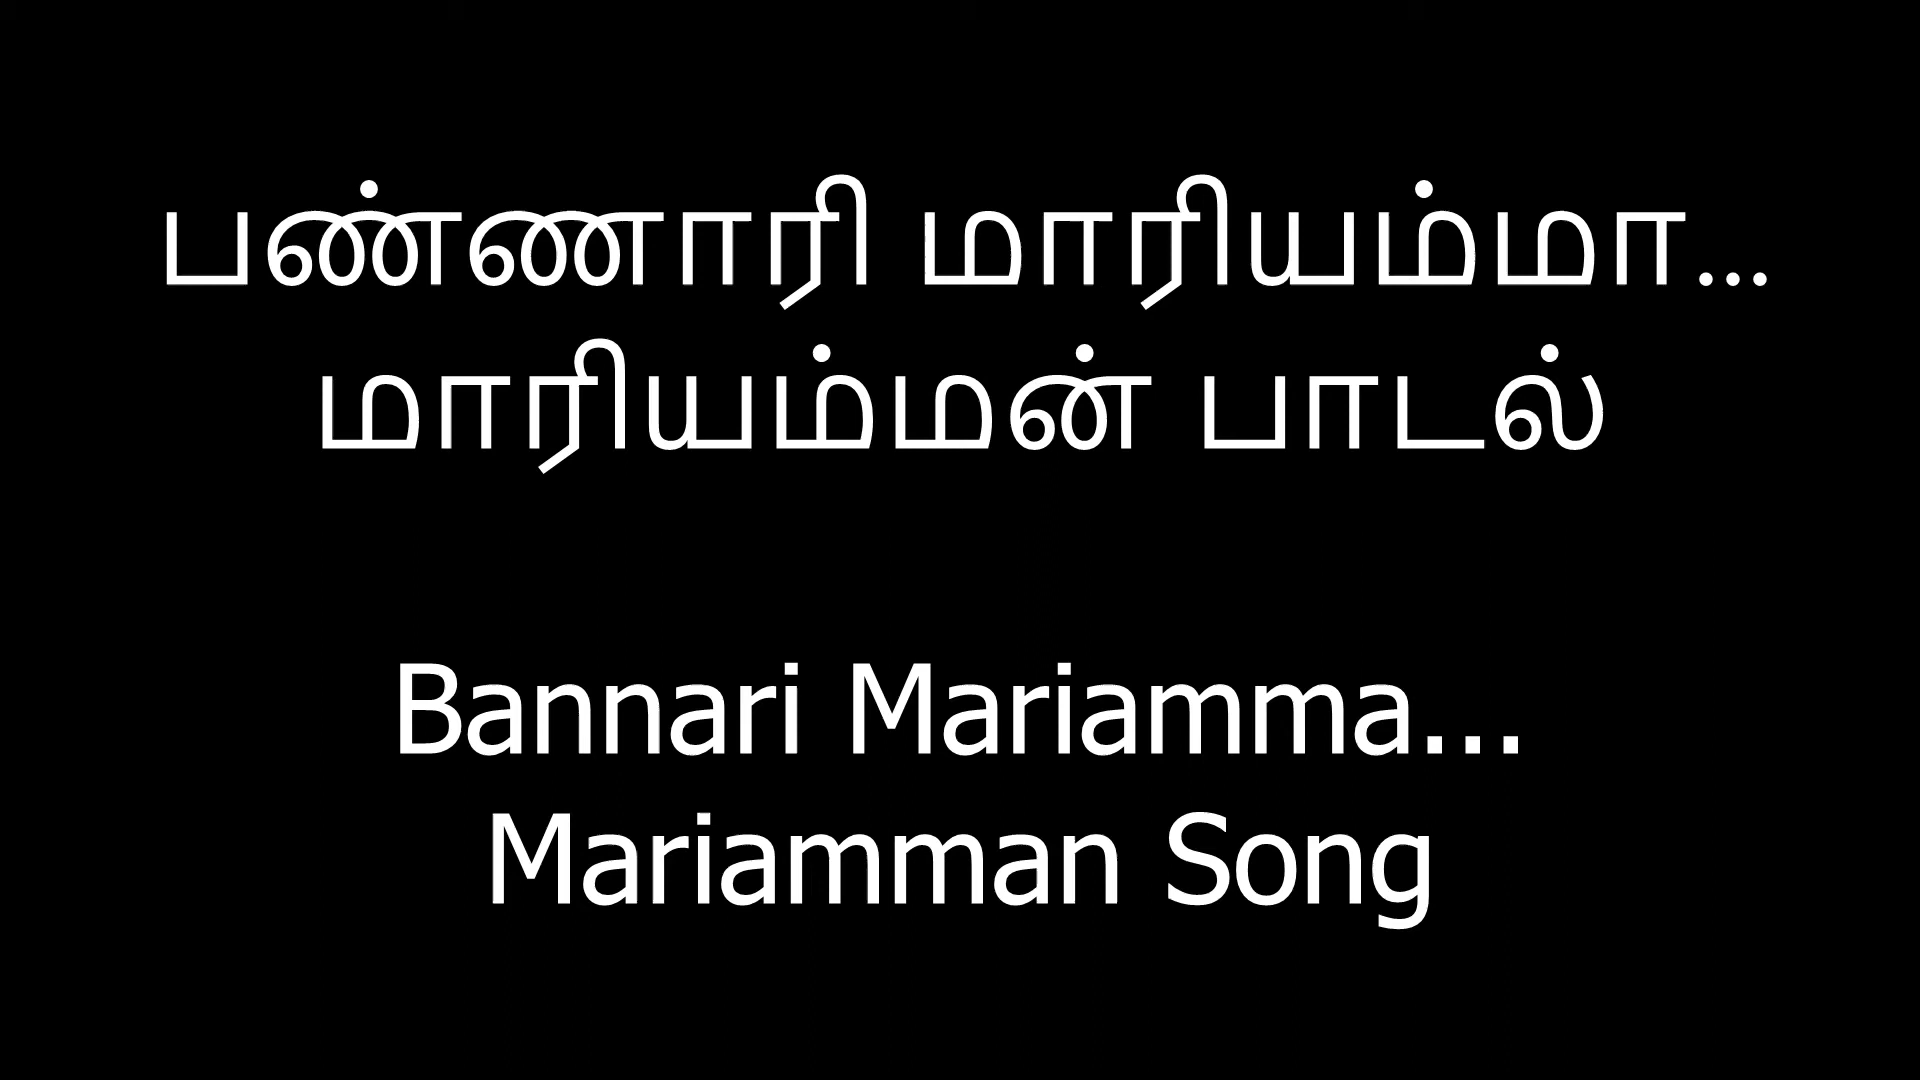 பண்ணாரி மாரியம்மா...
மாரியம்மன் பாடல்
Bannari Mariamma...
Mariamman Song